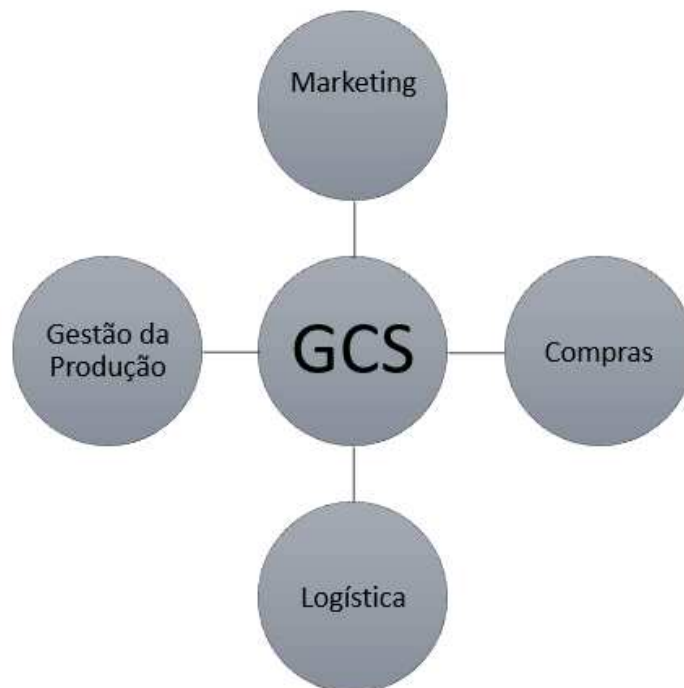 Marketing
Gestão da
Produção
GCS
Compras
Logística